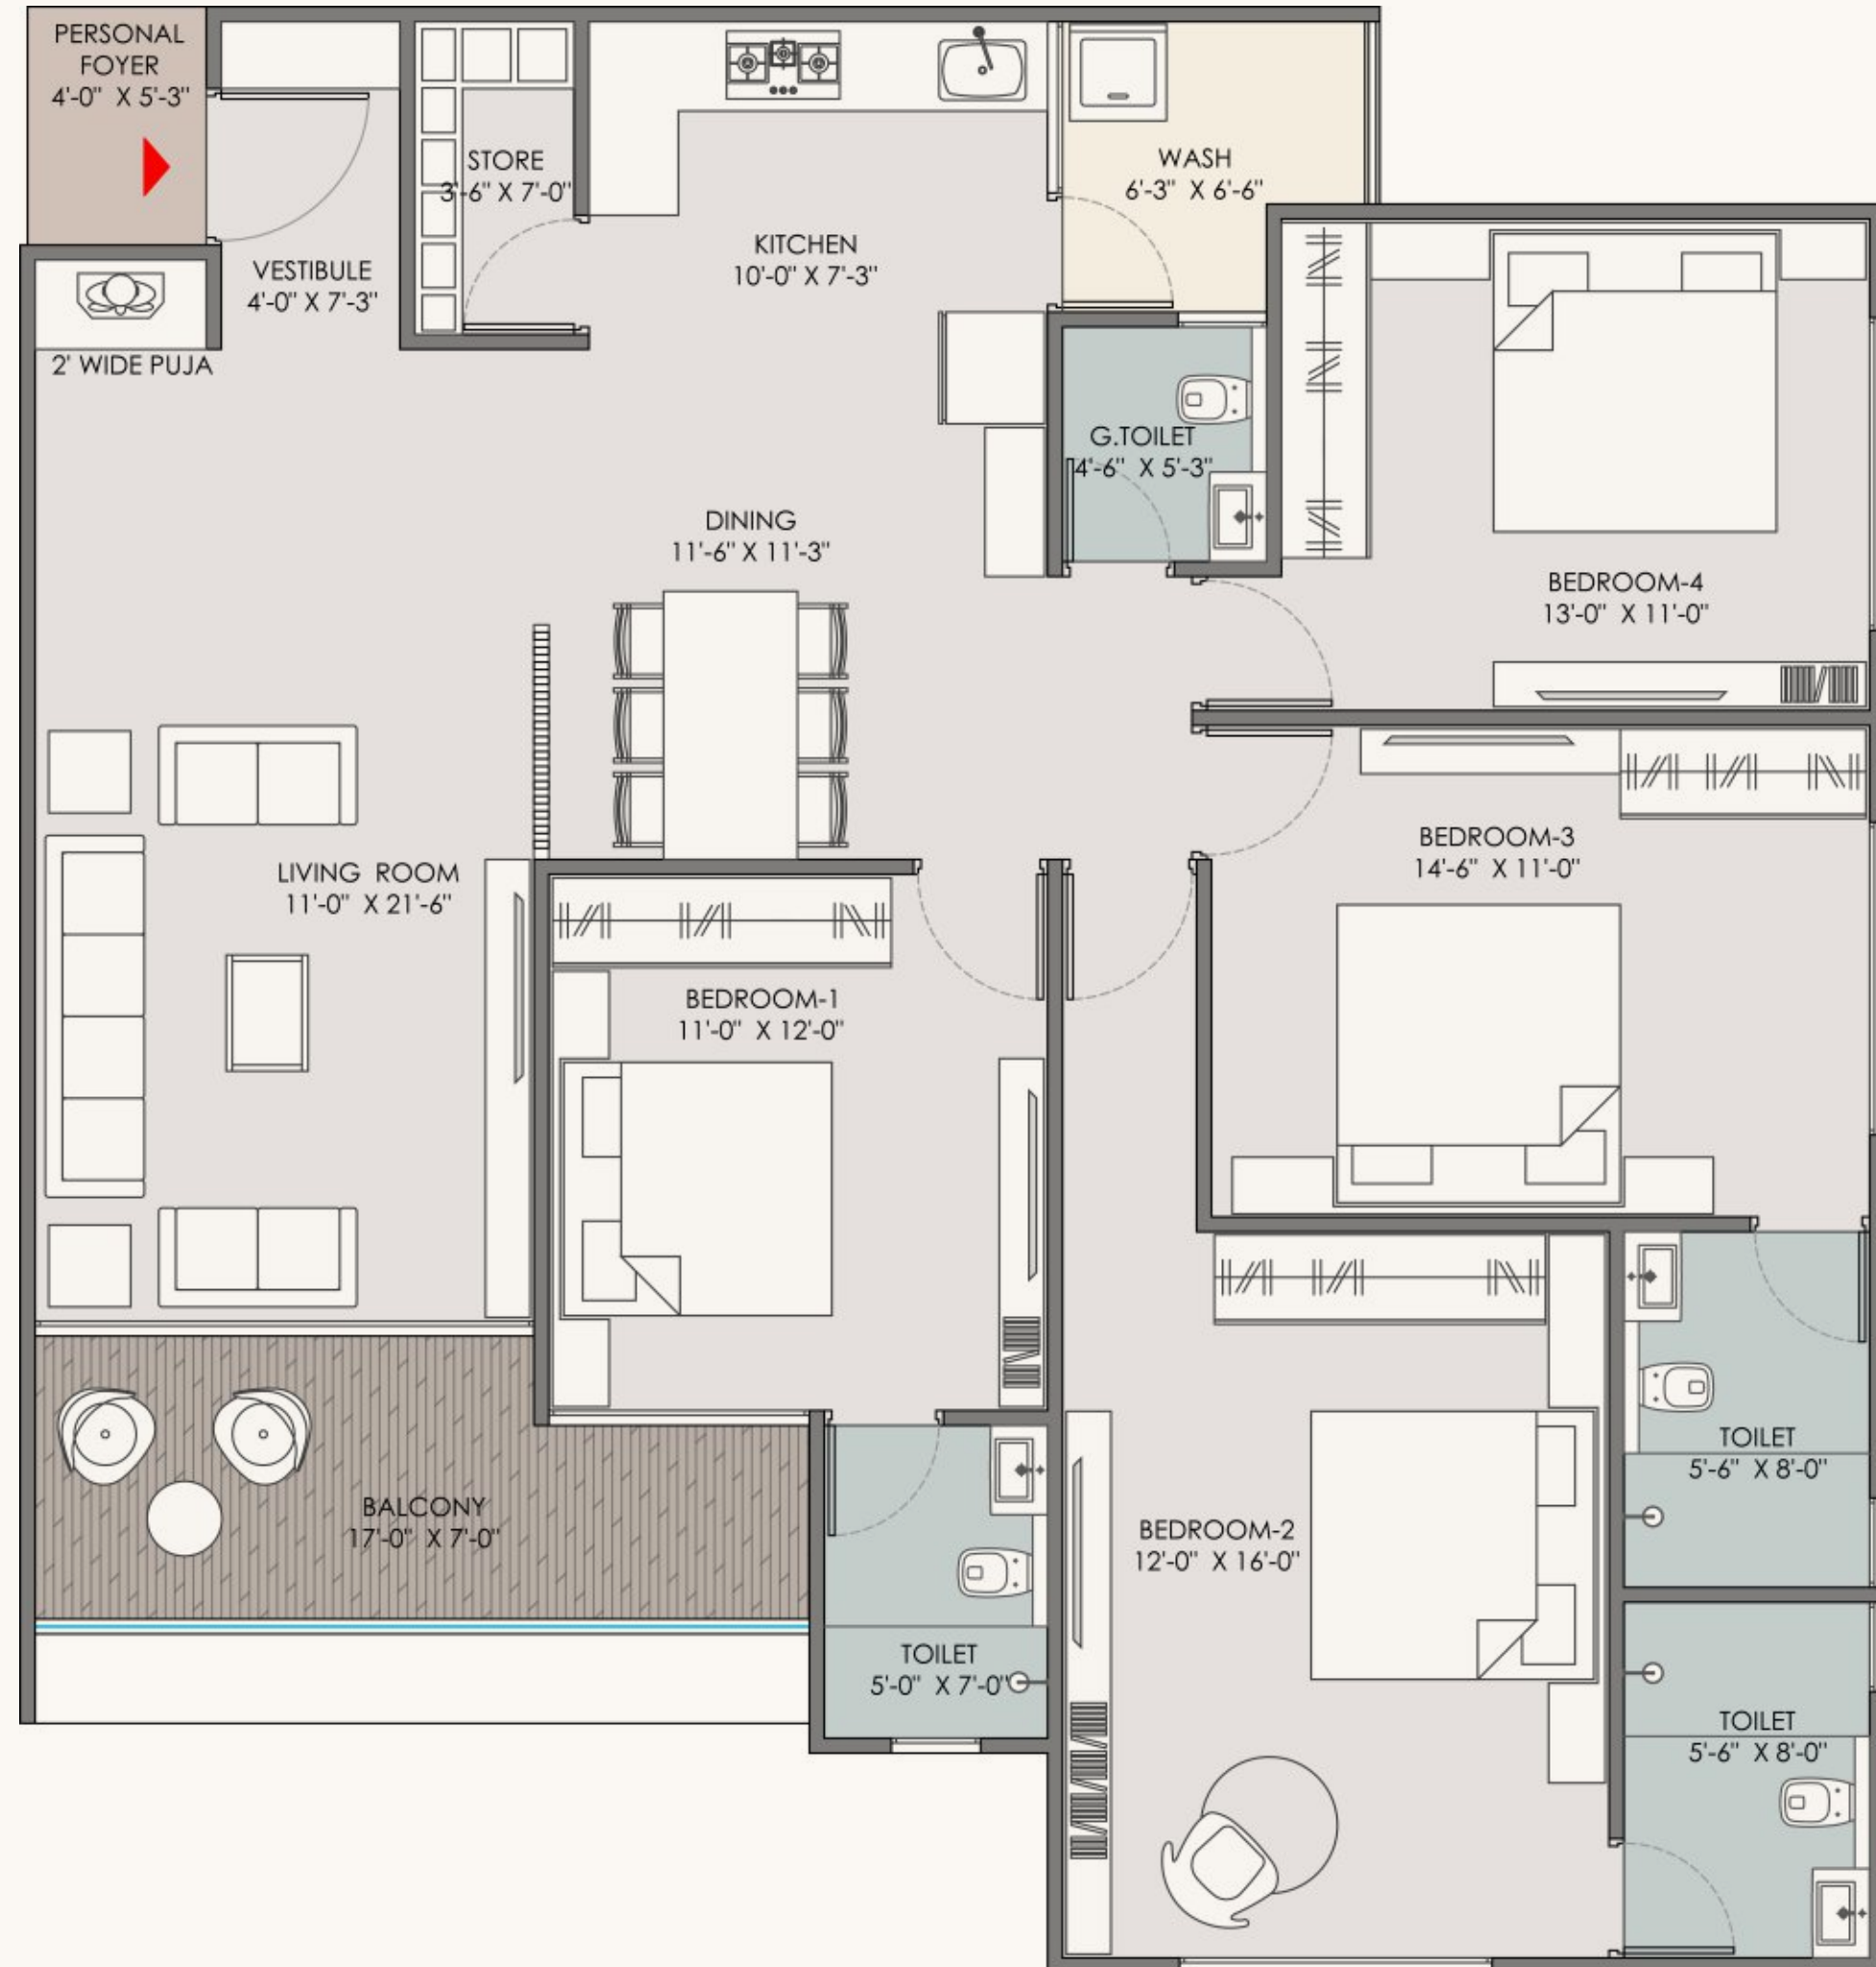 PERSONAL
FOYER
4'-0" X 5'-3"
VESTIBULE
4'-0" X 7'-3"
STORE
3'-6" X 7'-0"
KITCHEN
10'-0" X 7'-3"
WASH
6'-3" X 6'-6"
2' WIDE PUJA
G.TOILET
4'-6" X 5'-3"
DINING
11'-6" X 11'-3"
BEDROOM-4
13'-0" X 11'-0"
LIVING ROOM
11'-0" X 21'-6"
BEDROOM-3
14'-6" X 11'-0"
BEDROOM-1
11'-0" X 12'-0"
BALCONY
17'-0" X 7'-0"
BEDROOM-2
12'-0" X 16'-0"
TOILET
5'-6" X 8'-0"
TOILET
5'-0" X 7'-0"
TOILET
5'-6" X 8'-0"